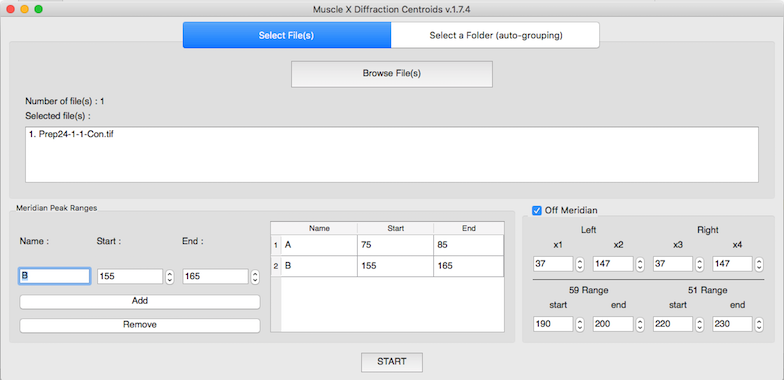 Muscle X Diffraction Centroids v.1.7.4
Select File(s)
Select a Folder (auto-grouping)
Browse File(s)
Number of file(s) : 1
Selected file(s) :
1. Prep24-1-1-Con.tif
Meridian Peak Ranges
Name : Start : End :
B 155 165
Add
Remove
Name Start End
1 A 75 85
2 B 155 165
Off Meridian
Left Right
x1 x2 x3 x4
37 147 37 147
59 Range 51 Range
start end start end
190 200 220 230
START